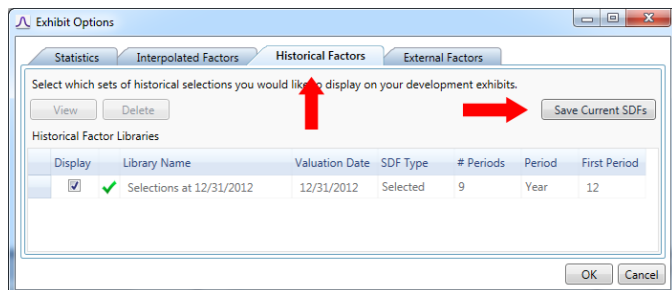 Exhibit Options
Statistics Interpolated Factors Historical Factors External Factors
Select which sets of historical selections you would like to display on your development exhibits.
View Delete Save Current SDFs
Historical Factor Libraries
Display Library Name Valuation Date SDF Type # Periods Period First Period
Selections at 12/31/2012 12/31/2012 Selected 9 Year 12
OK Cancel